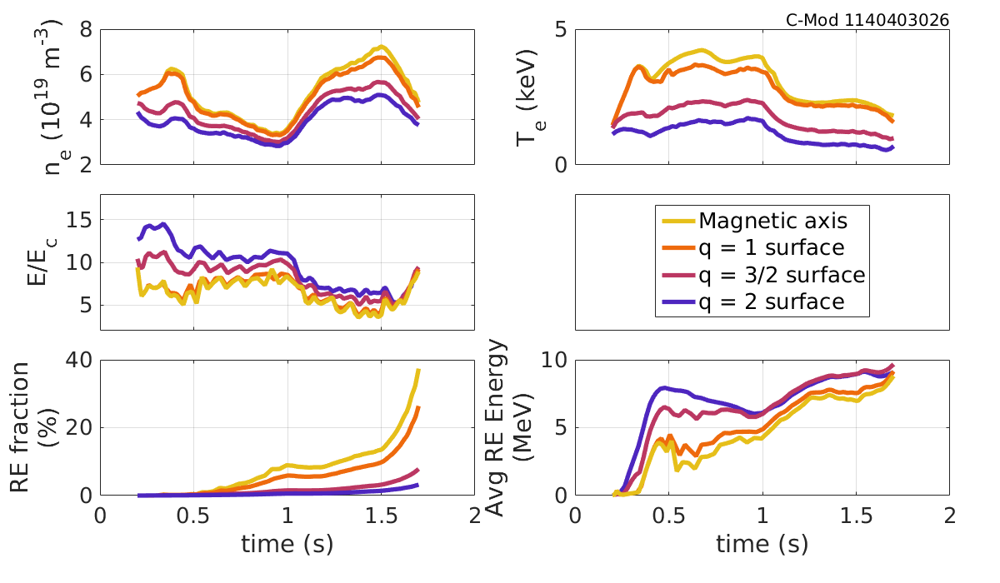 C-Mod 1140403026
n_e (10^19 m^-3)
8
6
4
2
T_e (keV)
5
0
E/E_c
15
10
5
Magnetic axis
q = 1 surface
q = 3/2 surface
q = 2 surface
RE fraction
(%)
40
20
0
0 0.5 1 1.5 2
time (s)
Avg RE Energy
(MeV)
10
5
0
0 0.5 1 1.5 2
time (s)